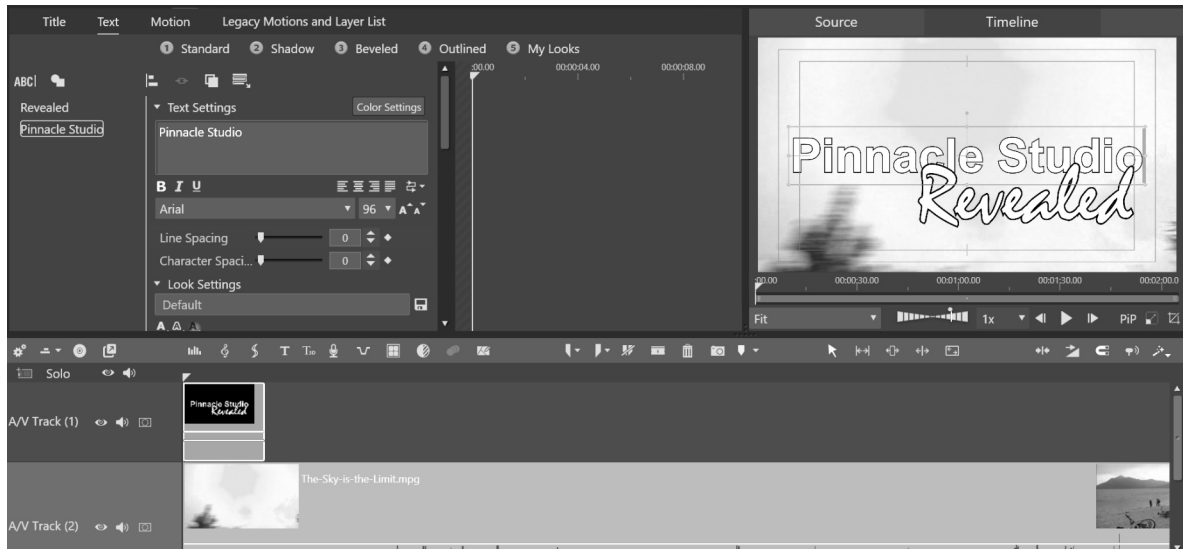 Title Text Motion Legacy Motions and Layer List
1 Standard 2 Shadow 3 Beveled 4 Outlined 5 My Looks
ABC
Revealed
Pinnacle Studio
Text Settings Color Settings
Pinnacle Studio
B I U
Arial 96 A A
Line Spacing 0
Character Spaci... 0
Look Settings
Default
A A A
:00.00 00:00:04.00 00:00:08.00
Source Timeline
Pinnacle Studio
Revealed
:00.00 00:00:30.00 00:01:00.00 00:01:30.00 00:02:00.0
Fit 1x PiP
T
Solo
A/V Track (1)
Pinnacle Studio
Revealed
The-Sky-is-the-Limit.mpg
A/V Track (2)